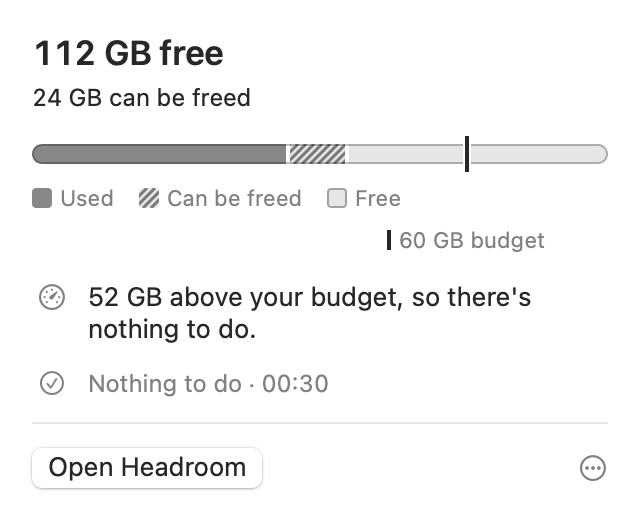 112 GB free
24 GB can be freed
Used Can be freed Free
60 GB budget
52 GB above your budget, so there's
nothing to do.
Nothing to do · 00:30
Open Headroom